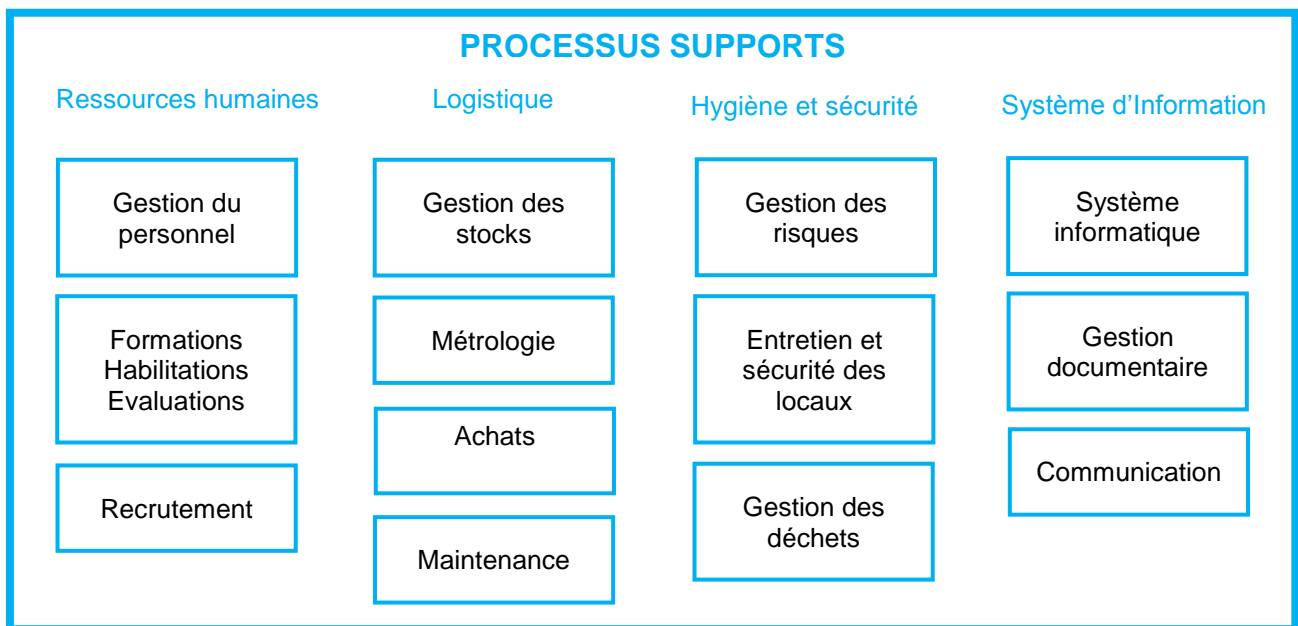 PROCESSUS SUPPORTS
Ressources humaines
Gestion du
personnel
Formations
Habilitations
Evaluations
Recrutement
Logistique
Gestion des
stocks
Métrologie
Achats
Maintenance
Hygiène et sécurité
Gestion des
risques
Entretien et
sécurité des
locaux
Gestion des
déchets
Système d’Information
Système
informatique
Gestion
documentaire
Communication